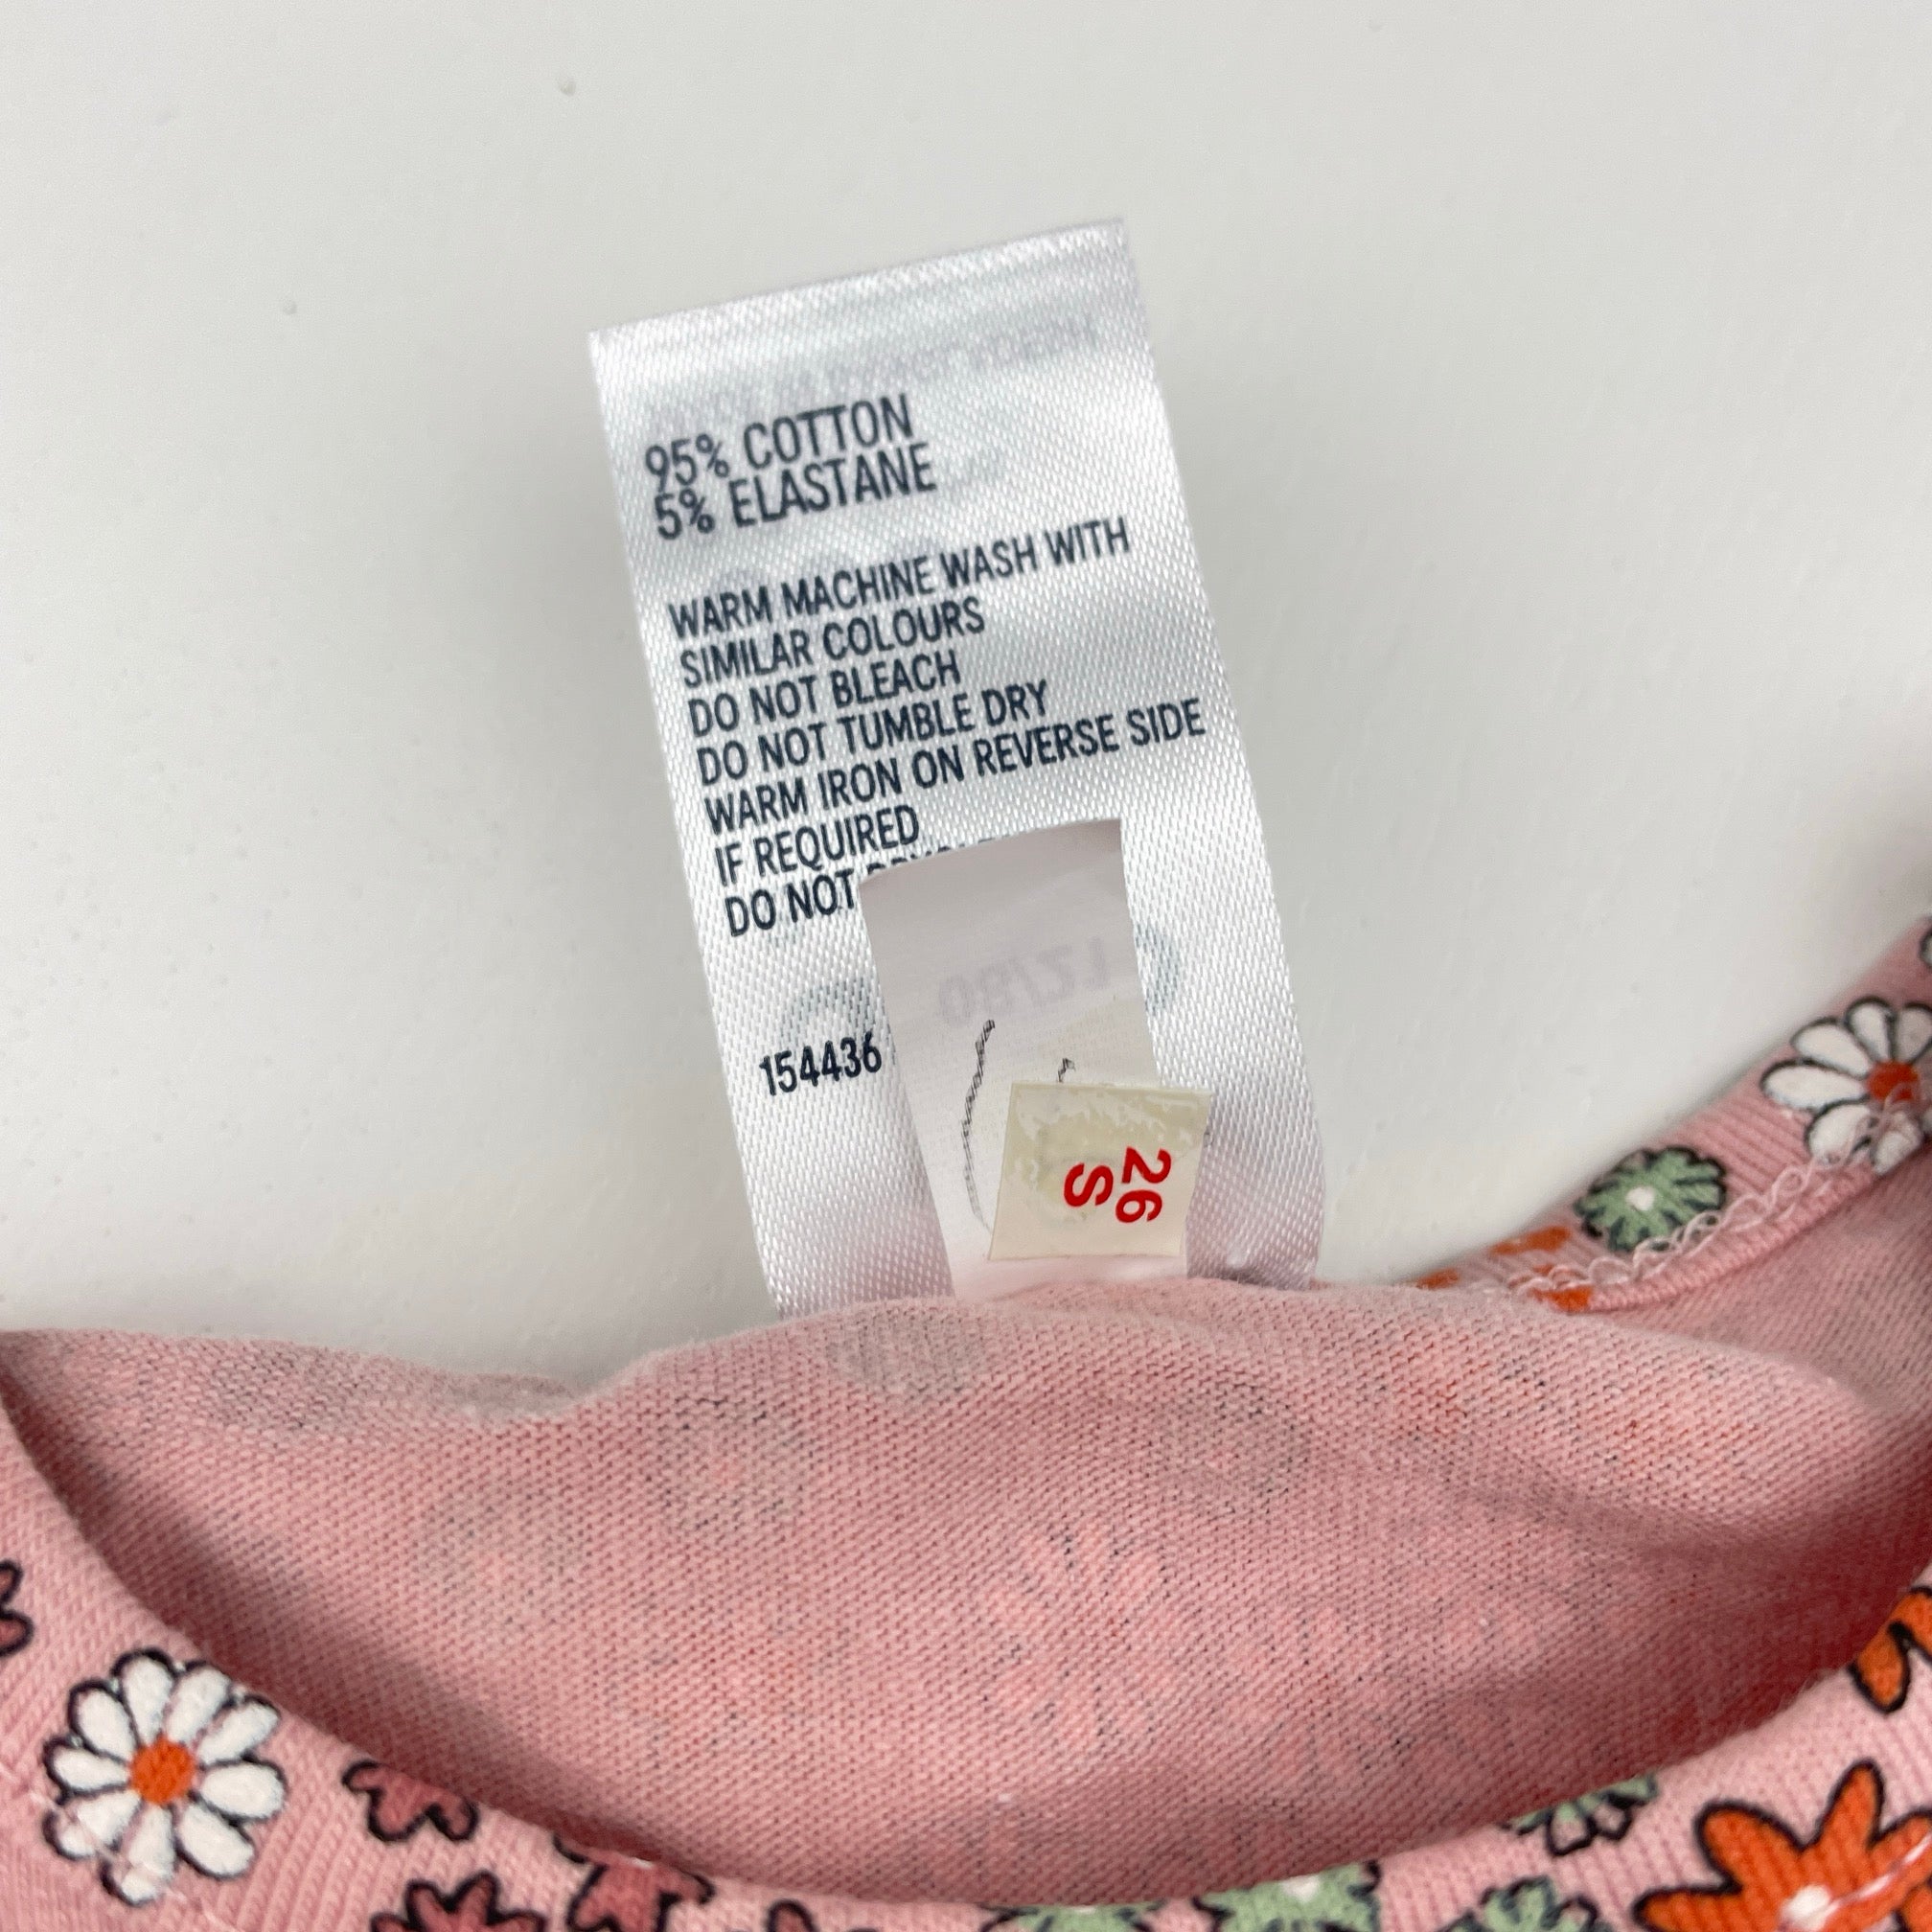 95% COTTON
5% ELASTANE
WARM MACHINE WASH WITH
SIMILAR COLOURS
DO NOT BLEACH
DO NOT TUMBLE DRY
WARM IRON ON REVERSE SIDE
IF REQUIRED
DO NOT
154436
26
S